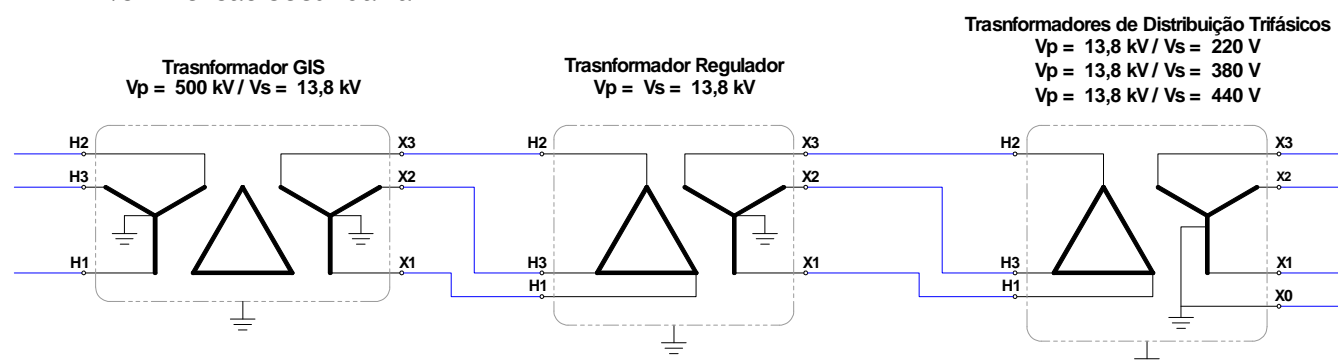 Trasnformadores de Distribuição Trifásicos
Vp = 13,8 kV / Vs = 220 V
Vp = 13,8 kV / Vs = 380 V
Vp = 13,8 kV / Vs = 440 V
Trasnformador GIS
Vp = 500 kV / Vs = 13,8 kV
Trasnformador Regulador
Vp = Vs = 13,8 kV
H2
X3
H2
X3
H2
X3
H3
X2
X2
X2
H1
X1
H3
X1
H3
X1
H1
H1
X0